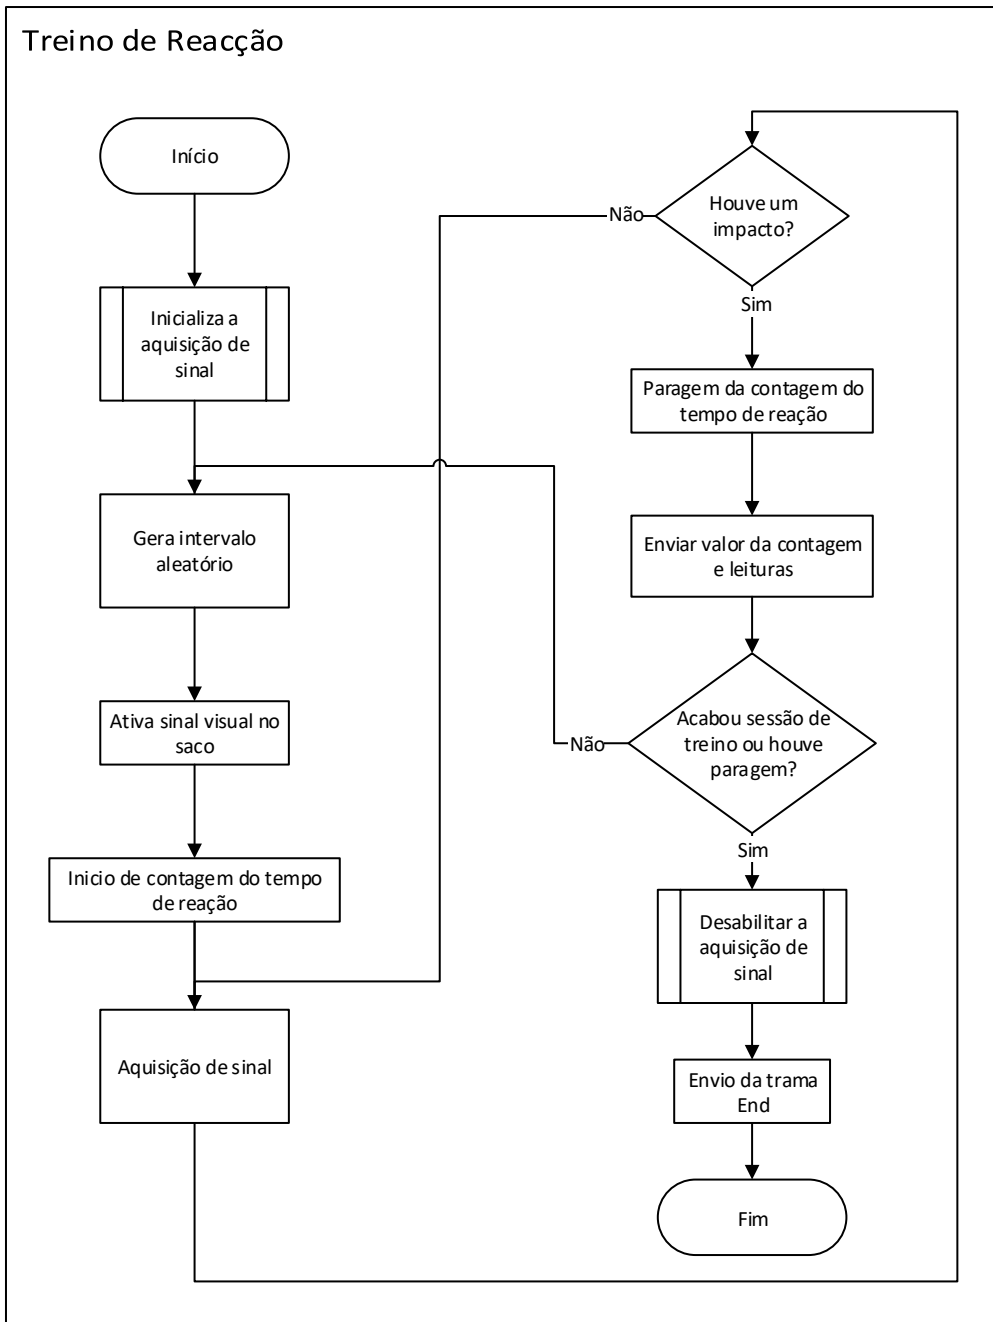 Treino de Reacção
Início
Inicializa a
aquisição de
sinal
Gera intervalo
aleatório
Ativa sinal visual no
saco
Inicio de contagem do tempo
de reação
Aquisição de sinal
Houve um
impacto?
Não
Sim
Paragem da contagem do
tempo de reação
Enviar valor da contagem
e leituras
Acabou sessão de
treino ou houve
paragem?
Não
Sim
Desabilitar a
aquisição de
sinal
Envio da trama
End
Fim